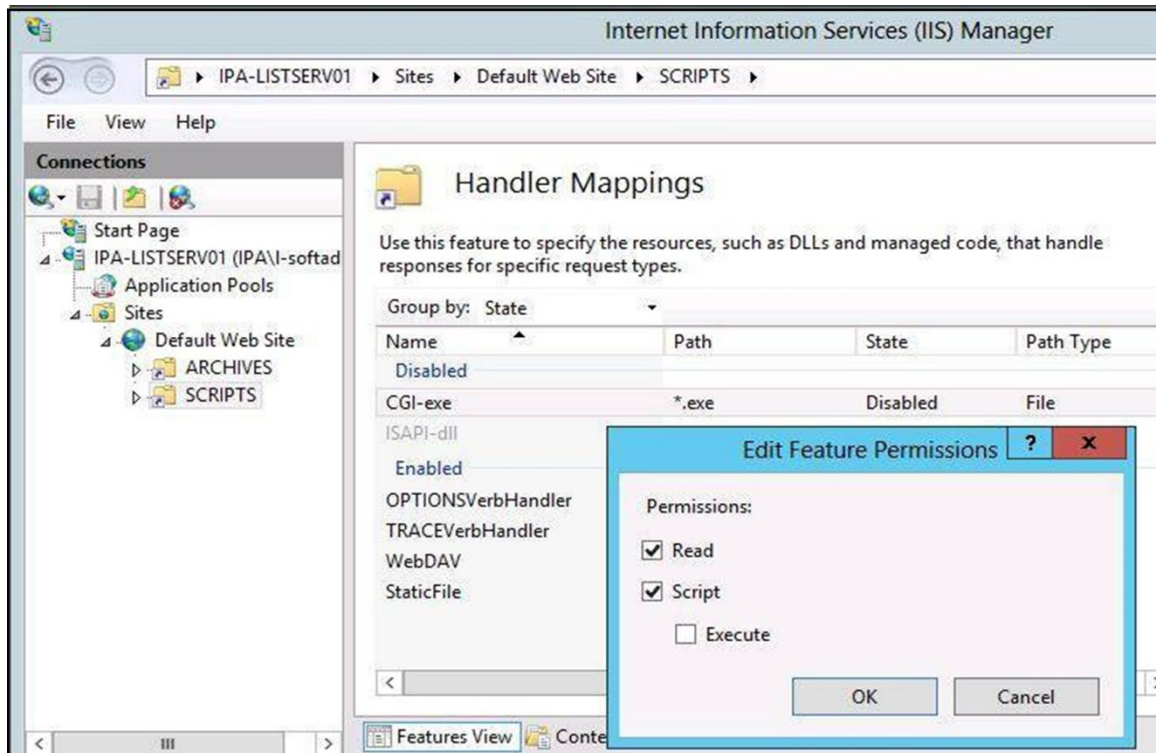 Internet Information Services (IIS) Manager
IPA-LISTSERV01 Sites Default Web Site SCRIPTS
File View Help
Connections
Start Page
IPA-LISTSERV01 (IPA\I-softad
Application Pools
Sites
Default Web Site
ARCHIVES
SCRIPTS
Handler Mappings
Use this feature to specify the resources, such as DLLs and managed code, that handle
responses for specific request types.
Group by: State
Name Path State Path Type
Disabled
CGI-exe *.exe Disabled File
ISAPI-dll
Enabled
OPTIONSVerbHandler
TRACEVerbHandler
WebDAV
StaticFile
Edit Feature Permissions ? x
Permissions:
Read
Script
Execute
OK Cancel
Features View Conte